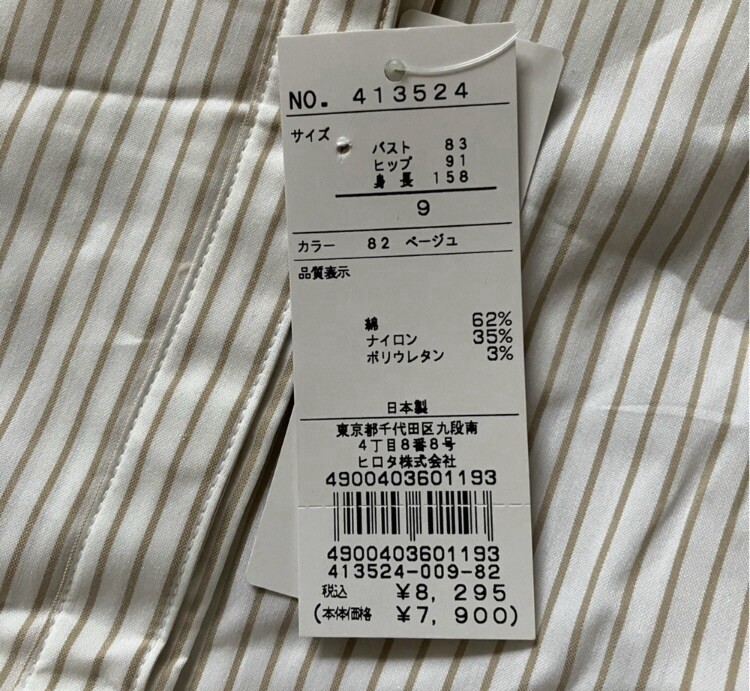 NO. 413524
サイズ
バスト 83
ヒップ 91
身長 158
9
カラー 82 ベージュ
品質表示
綿 62%
ナイロン 35%
ポリウレタン 3%
日本製
東京都千代田区九段南
4丁目8番8号
ヒロタ株式会社
4900403601193
4900403601193
413524-009-82
税込 ¥8,295
(本体価格 ¥7,900)